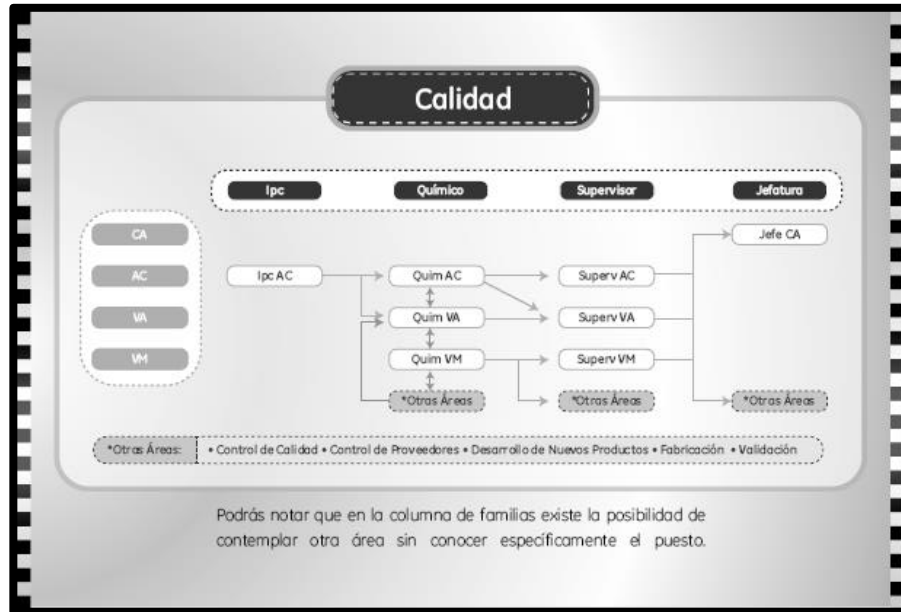 Calidad
Ipc Químico Supervisor Jefatura
CA Jefe CA
AC Ipc AC Quim AC Superv AC
VA Quim VA Superv VA
VM Quim VM Superv VM
*Otras Áreas *Otras Áreas *Otras Áreas
*Otras Áreas: • Control de Calidad • Control de Proveedores • Desarrollo de Nuevos Productos • Fabricación • Validación
Podrás notar que en la columna de familias existe la posibilidad de
contemplar otra área sin conocer específicamente el puesto.